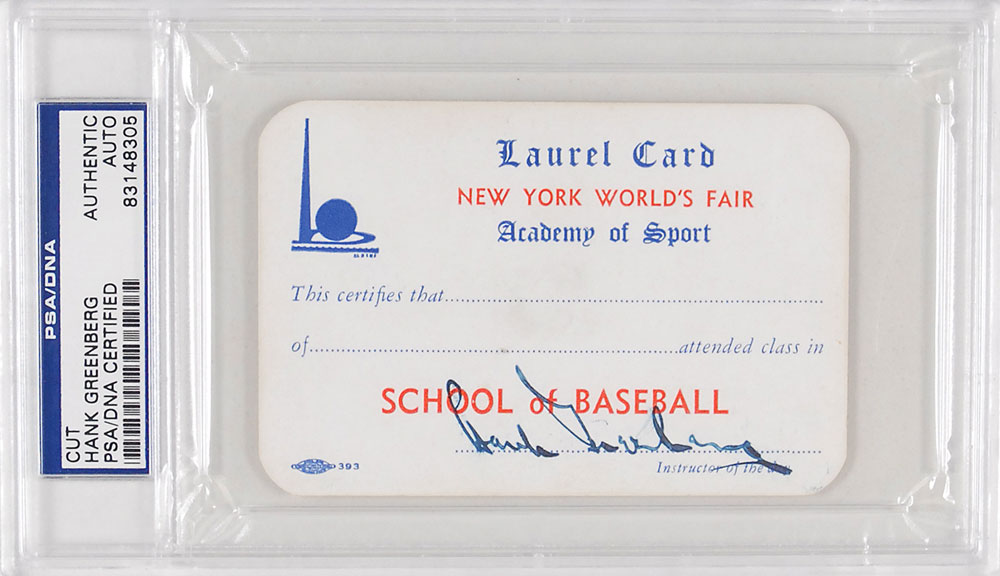 PSA/DNA
CUT
HANK GREENBERG
PSA/DNA CERTIFIED
AUTHENTIC
AUTO
83148305
Laurel Card
NEW YORK WORLD'S FAIR
Academy of Sport
This certifies that
of attended class in
SCHOOL of BASEBALL
Hank Greenberg
Instructor of the
393